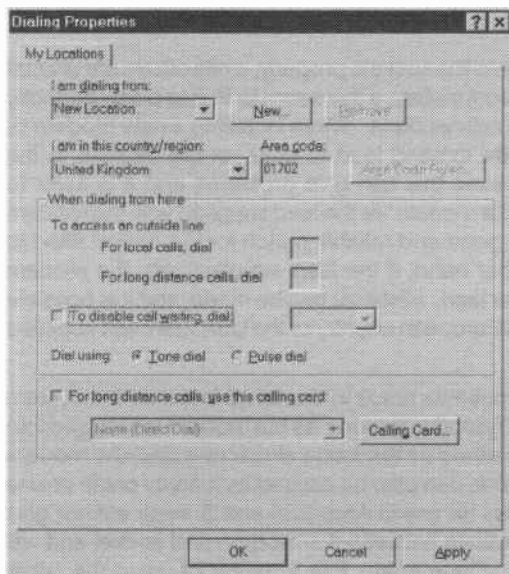 Dialing Properties
My Locations
I am dialing from:
New Location New... Remove
I am in this country/region: Area code:
United Kingdom 01702 Area Code Rules...
When dialing from here
To access an outside line:
For local calls, dial
For long distance calls, dial
To disable call waiting, dial:
Dial using: Tone dial Pulse dial
For long distance calls, use this calling card:
None (Direct Dial) Calling Card...
OK Cancel Apply